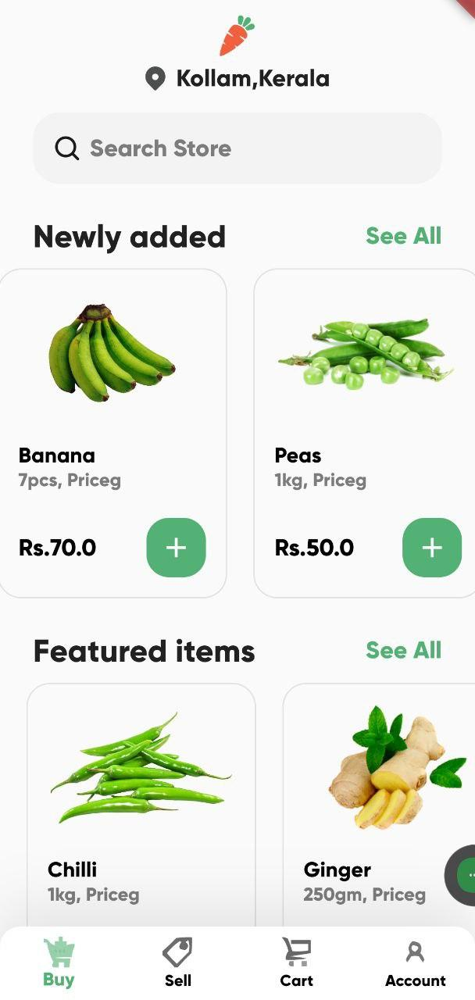 Kollam,Kerala
Search Store
Newly added See All
Banana Peas
7pcs, Priceg 1kg, Priceg
Rs.70.0 Rs.50.0
Featured items See All
Chilli Ginger
1kg, Priceg 250gm, Priceg
Buy Sell Cart Account